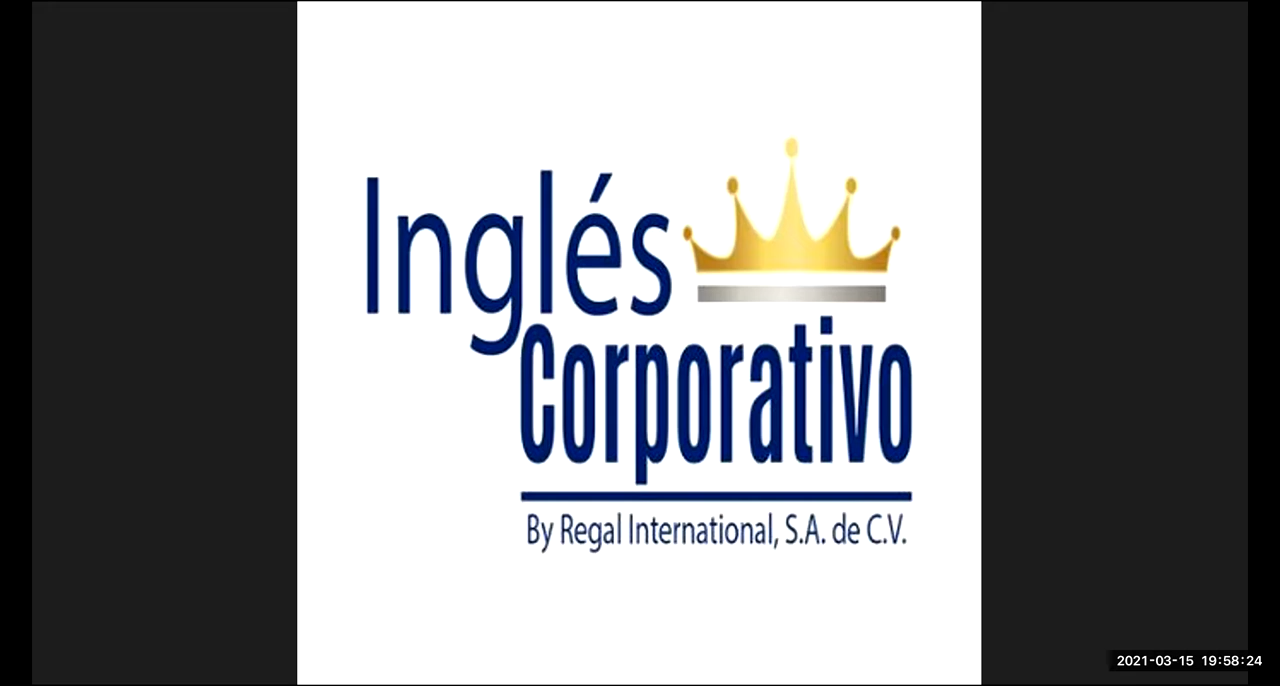 Inglés
Corporativo
By Regal International, S.A. de C.V.
2021-03-15 19:58:24